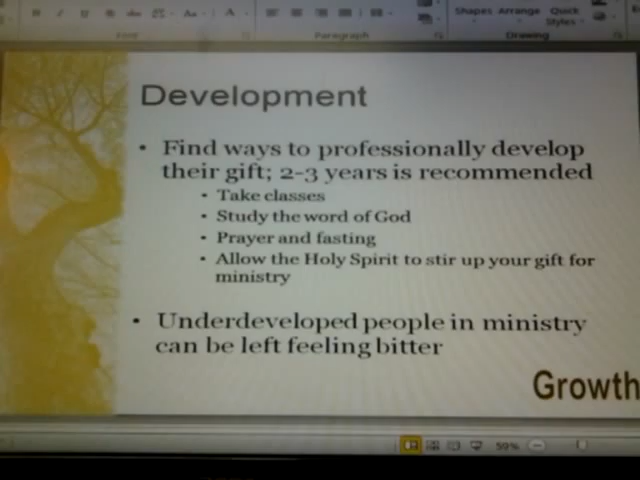 Font
Paragraph
Shapes Arrange Quick
Styles
Drawing
Development
• Find ways to professionally develop
their gift; 2-3 years is recommended
• Take classes
• Study the word of God
• Prayer and fasting
• Allow the Holy Spirit to stir up your gift for
ministry
• Underdeveloped people in ministry
can be left feeling bitter
Growth
59%